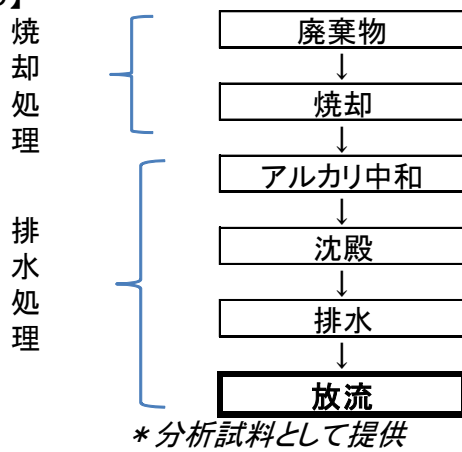 】
焼却処理
廃棄物
↓
焼却
↓
排水処理
アルカリ中和
↓
沈殿
↓
排水
↓
放流
*分析試料として提供